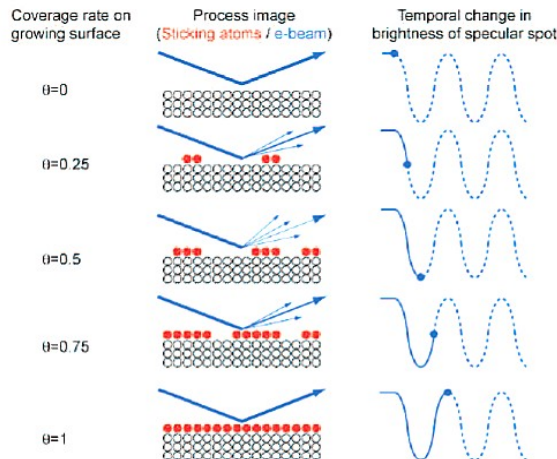 Coverage rate on
growing surface
Process image
(Sticking atoms / e-beam)
Temporal change in
brightness of specular spot
θ=0
θ=0.25
θ=0.5
θ=0.75
θ=1